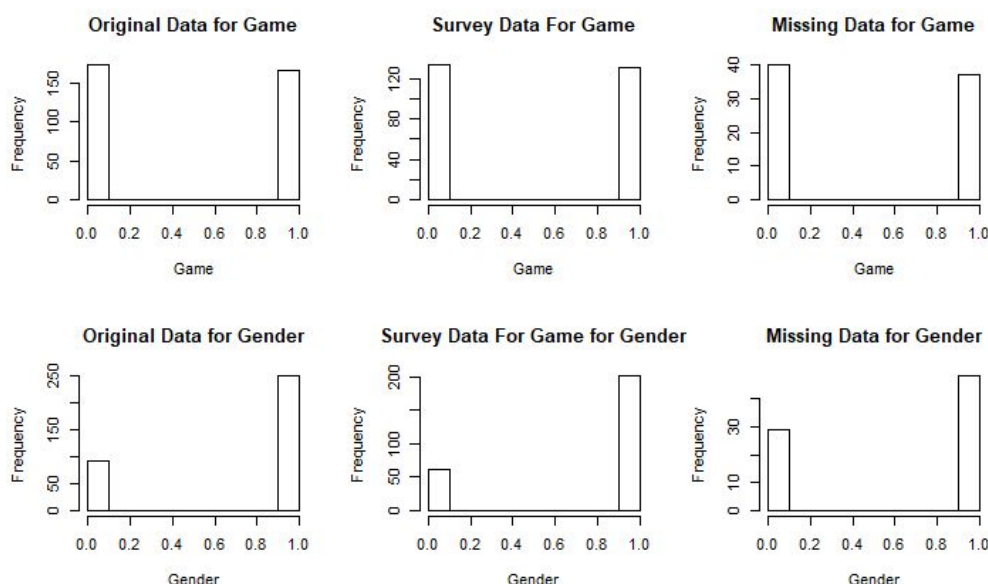 Original Data for Game
Survey Data For Game
Missing Data for Game
Frequency
0 50 150
0.0 0.2 0.4 0.6 0.8 1.0
Game
Frequency
0 40 80 120
0.0 0.2 0.4 0.6 0.8 1.0
Game
Frequency
0 10 20 30 40
0.0 0.2 0.4 0.6 0.8 1.0
Game
Original Data for Gender
Survey Data For Game for Gender
Missing Data for Gender
Frequency
0 50 150 250
0.0 0.2 0.4 0.6 0.8 1.0
Gender
Frequency
0 50 100 200
0.0 0.2 0.4 0.6 0.8 1.0
Gender
Frequency
0 10 30
0.0 0.2 0.4 0.6 0.8 1.0
Gender